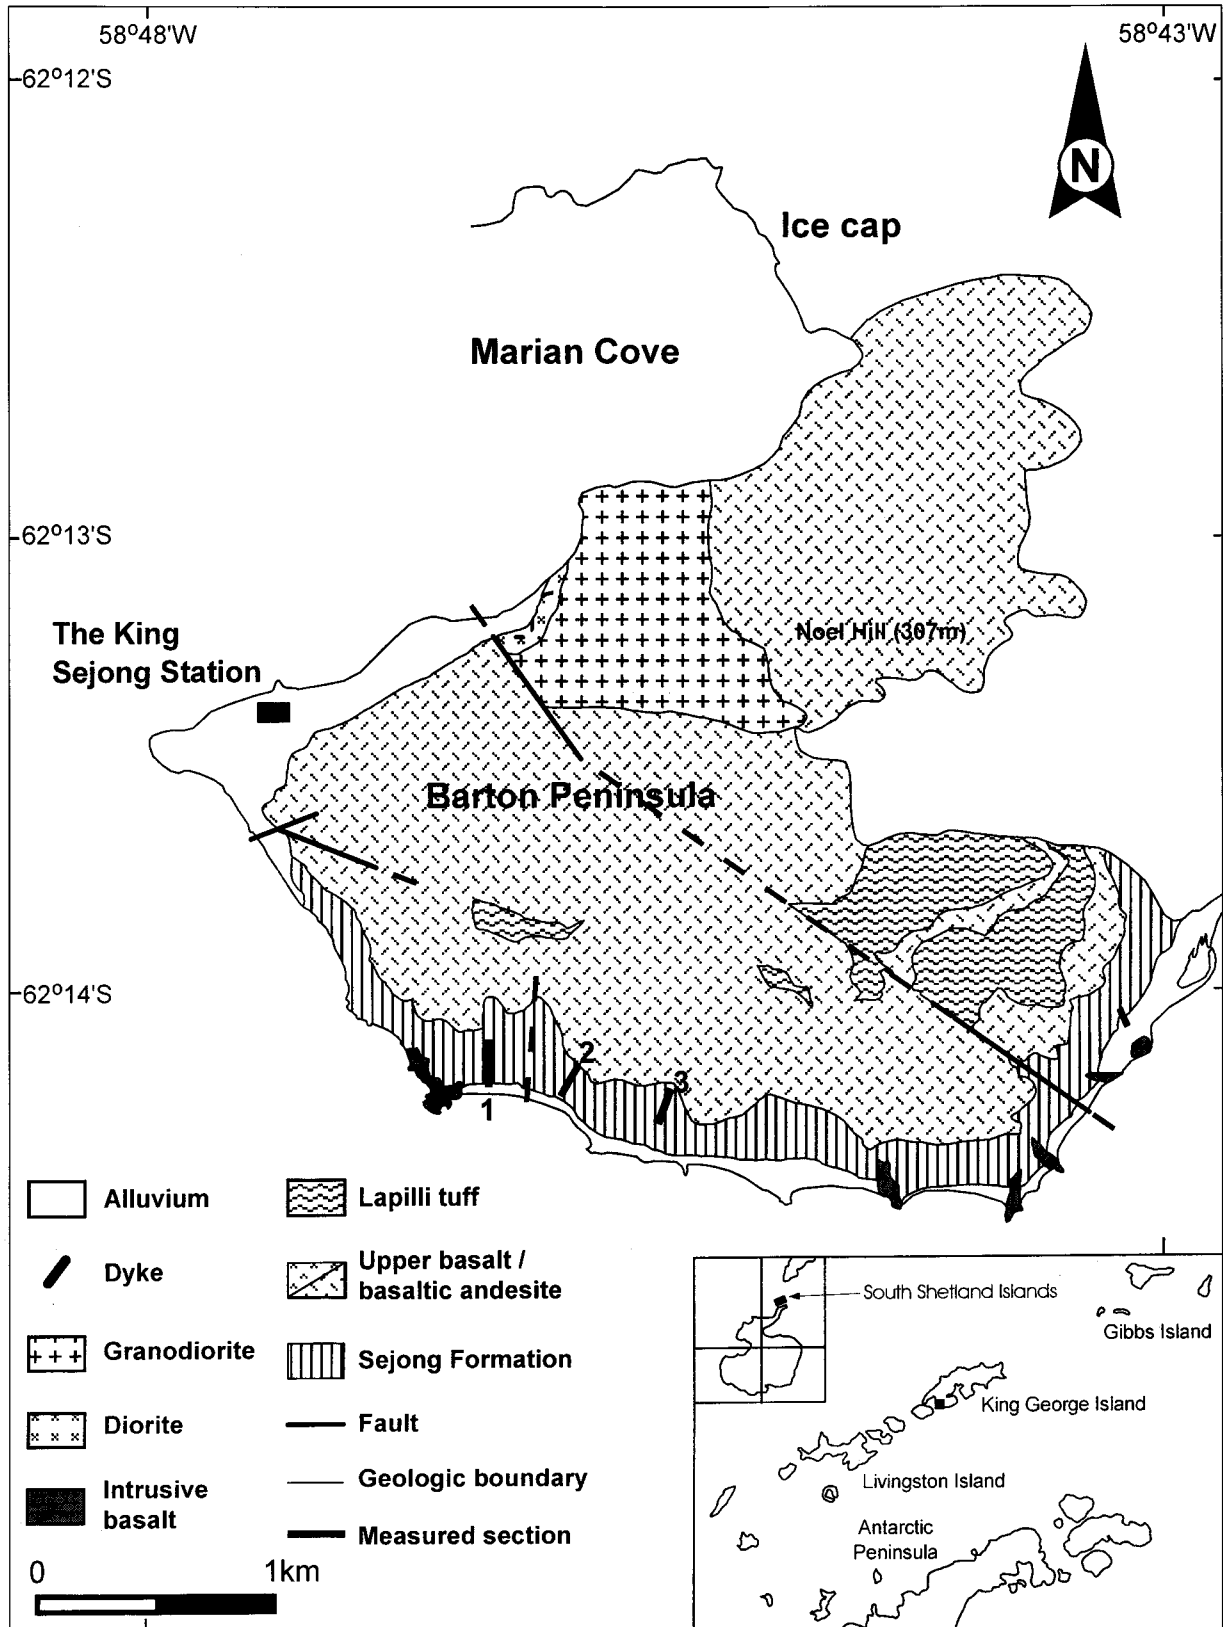 58°48'W
58°43'W
62°12'S
N
Ice cap
Marian Cove
62°13'S
The King
Sejong Station
Noel Hill (307m)
Barton Peninsula
62°14'S
2
3
1
Alluvium
Dyke
Granodiorite
Diorite
Intrusive
basalt
Lapilli tuff
Upper basalt /
basaltic andesite
Sejong Formation
Fault
Geologic boundary
Measured section
0
1km
South Shetland Islands
Gibbs Island
King George Island
Livingston Island
Antarctic
Peninsula